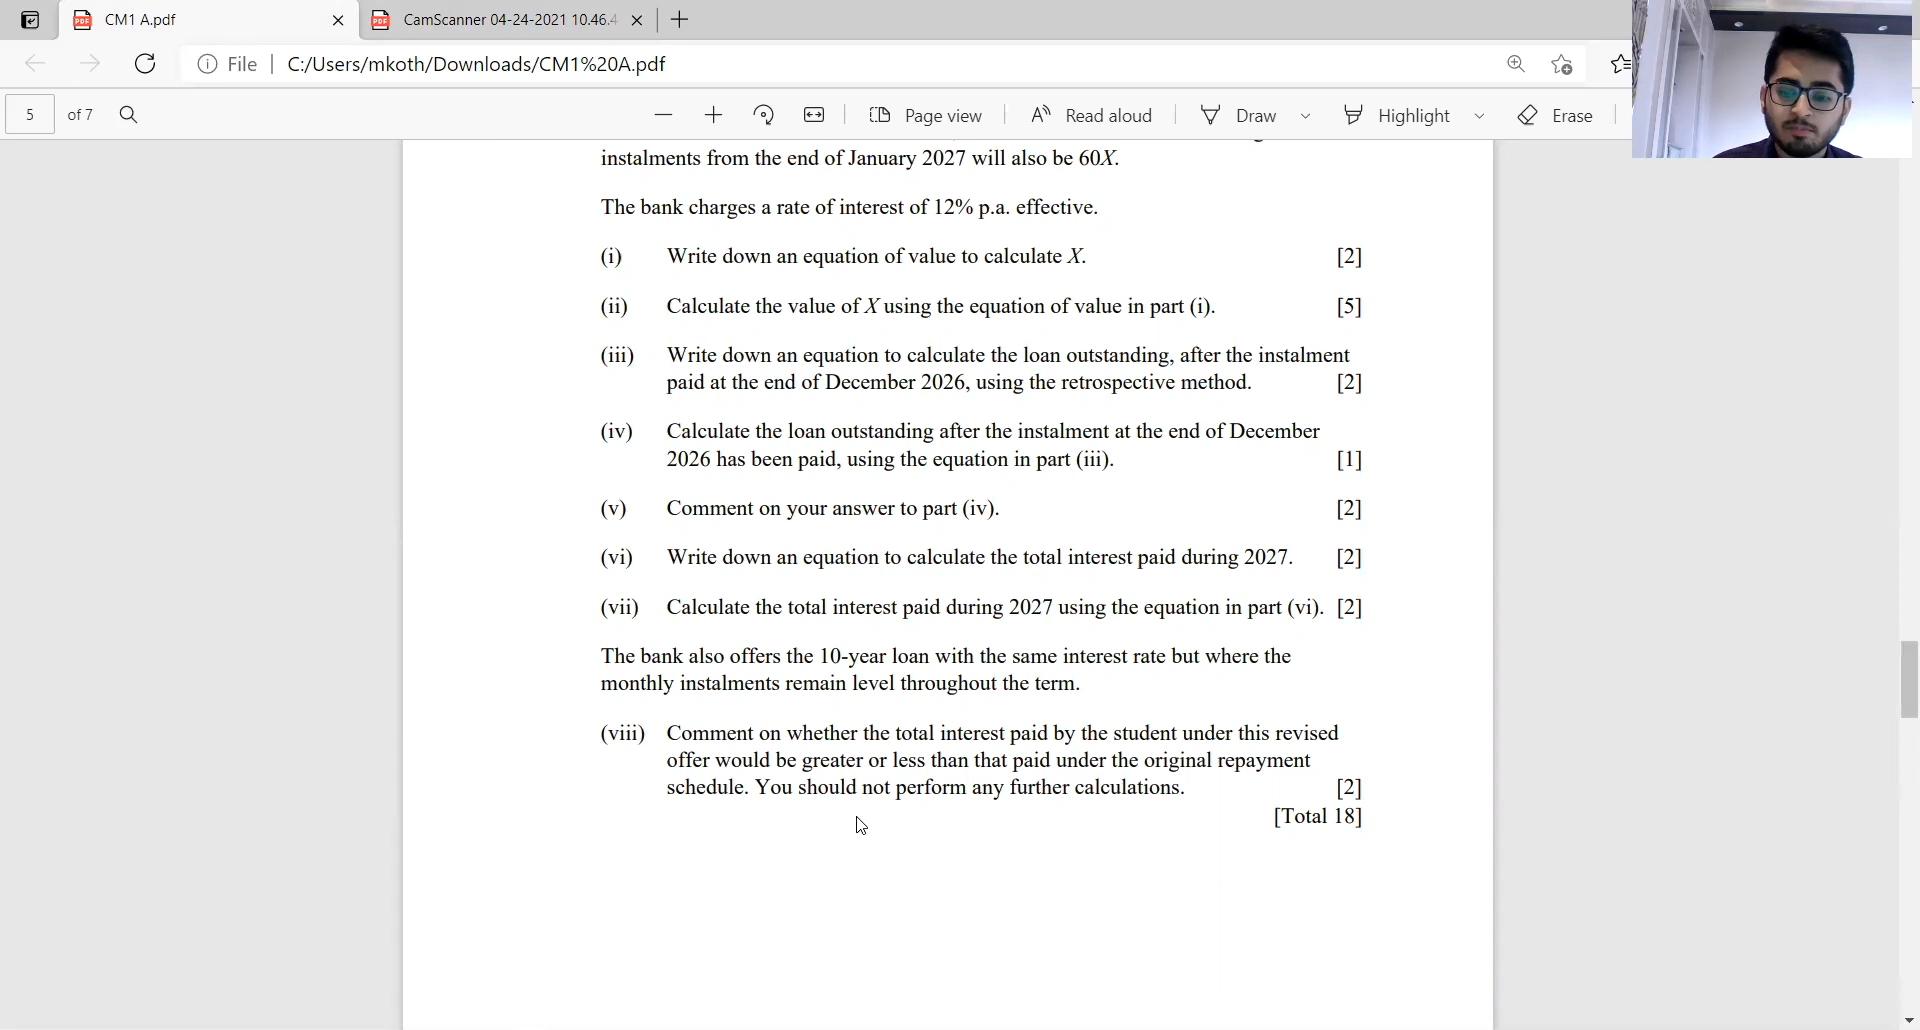 CM1 A.pdf
CamScanner 04-24-2021 10.46.4
File
C:/Users/mkoth/Downloads/CM1%20A.pdf
5 of 7
Page view
Read aloud
Draw
Highlight
Erase
instalments from the end of January 2027 will also be 60X.
The bank charges a rate of interest of 12% p.a. effective.
(i) Write down an equation of value to calculate X. [2]
(ii) Calculate the value of X using the equation of value in part (i). [5]
(iii) Write down an equation to calculate the loan outstanding, after the instalment
paid at the end of December 2026, using the retrospective method. [2]
(iv) Calculate the loan outstanding after the instalment at the end of December
2026 has been paid, using the equation in part (iii). [1]
(v) Comment on your answer to part (iv). [2]
(vi) Write down an equation to calculate the total interest paid during 2027. [2]
(vii) Calculate the total interest paid during 2027 using the equation in part (vi). [2]
The bank also offers the 10-year loan with the same interest rate but where the
monthly instalments remain level throughout the term.
(viii) Comment on whether the total interest paid by the student under this revised
offer would be greater or less than that paid under the original repayment
schedule. You should not perform any further calculations. [2]
[Total 18]